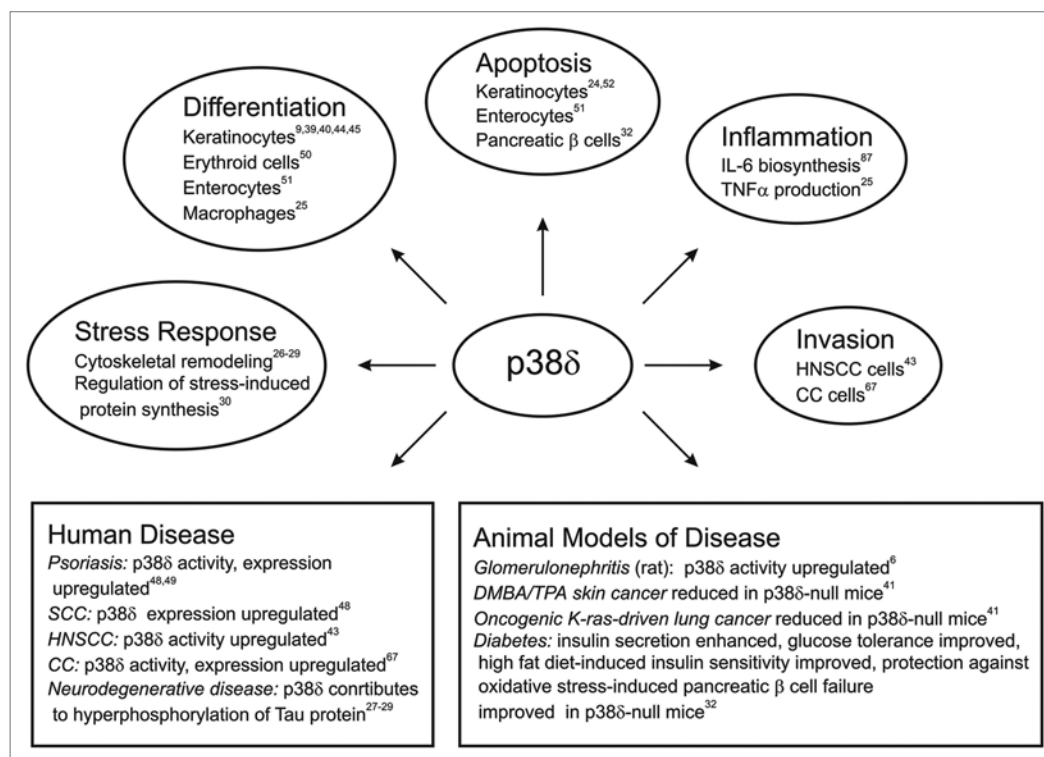 Apoptosis
Keratinocytes24,52
Enterocytes51
Pancreatic β cells32
Differentiation
Keratinocytes9,39,40,44,45
Erythroid cells50
Enterocytes51
Macrophages25
Inflammation
IL-6 biosynthesis87
TNFα production25
Stress Response
Cytoskeletal remodeling26-29
Regulation of stress-induced
protein synthesis30
p38δ
Invasion
HNSCC cells43
CC cells67
Human Disease
Psoriasis: p38δ activity, expression
upregulated48,49
SCC: p38δ expression upregulated48
HNSCC: p38δ activity upregulated43
CC: p38δ activity, expression upregulated67
Neurodegenerative disease: p38δ conrtibutes
to hyperphosphorylation of Tau protein27-29
Animal Models of Disease
Glomerulonephritis (rat): p38δ activity upregulated6
DMBA/TPA skin cancer reduced in p38δ-null mice41
Oncogenic K-ras-driven lung cancer reduced in p38δ-null mice41
Diabetes: insulin secretion enhanced, glucose tolerance improved,
high fat diet-induced insulin sensitivity improved, protection against
oxidative stress-induced pancreatic β cell failure
improved in p38δ-null mice32